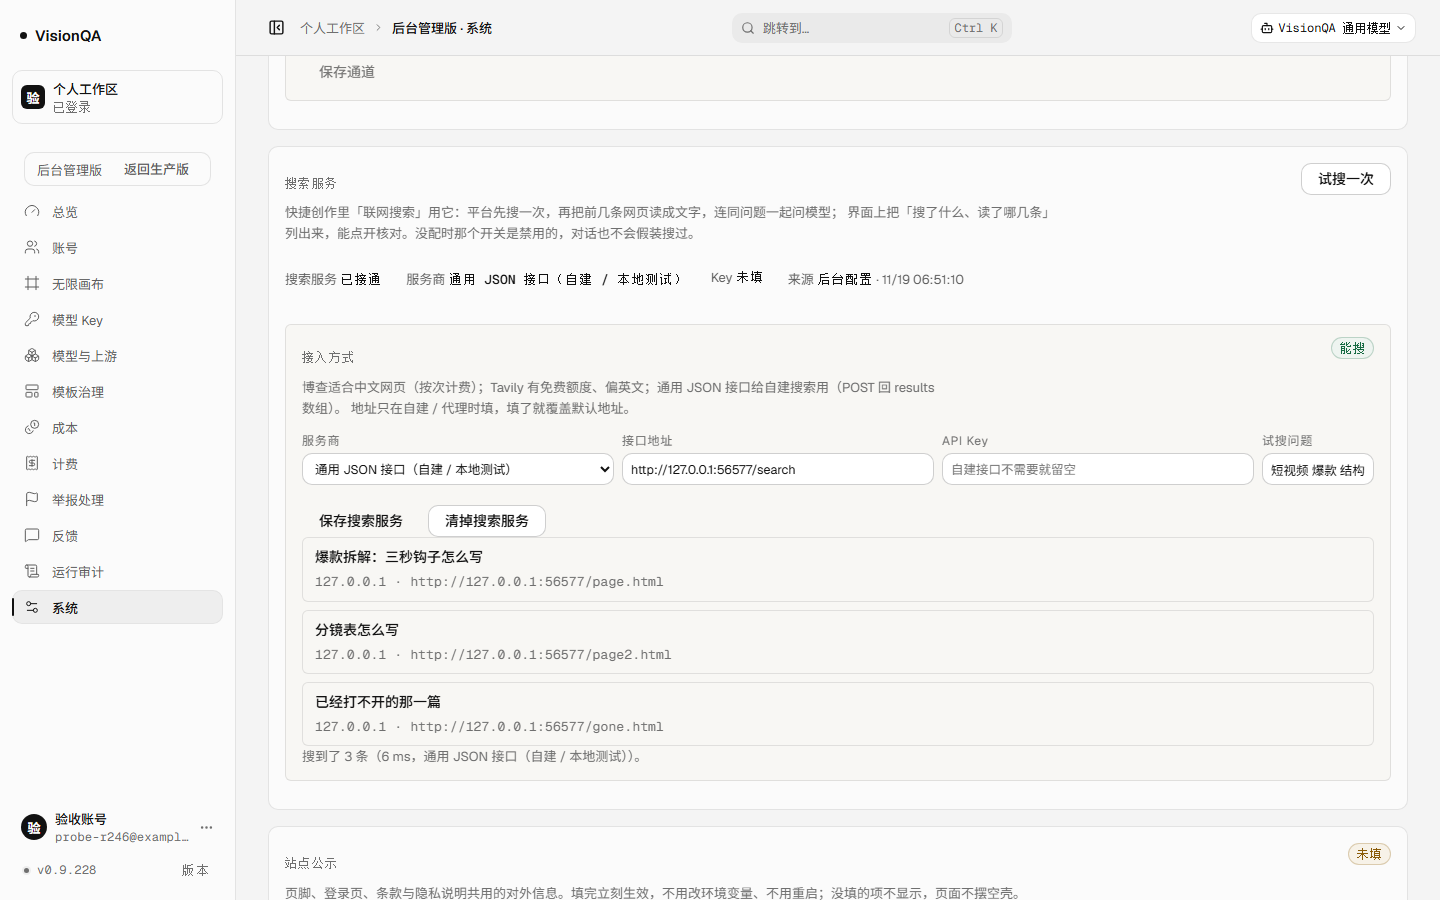 VisionQA
验
个人工作区
已登录
后台管理版
返回生产版
总览
账号
无限画布
模型 Key
模型与上游
模板治理
成本
计费
举报处理
反馈
运行审计
系统
验
验收账号
probe-r246@exampl…
v0.9.228
版本
个人工作区
后台管理版 · 系统
跳转到…
Ctrl K
VisionQA 通用模型
保存通道
搜索服务
试搜一次
快捷创作里「联网搜索」用它：平台先搜一次，再把前几条网页读成文字，连同问题一起问模型； 界面上把「搜了什么、读了哪几条」
列出来，能点开核对。没配时那个开关是禁用的，对话也不会假装搜过。
搜索服务 已接通
服务商 通用 JSON 接口（自建 / 本地测试）
Key 未填
来源 后台配置 · 11/19 06:51:10
接入方式
能搜
博查适合中文网页（按次计费）；Tavily 有免费额度、偏英文；通用 JSON 接口给自建搜索用（POST 回 results
数组）。 地址只在自建 / 代理时填，填了就覆盖默认地址。
服务商
接口地址
API Key
试搜问题
通用 JSON 接口（自建 / 本地测试）
http://127.0.0.1:56577/search
自建接口不需要就留空
短视频 爆款 结构
保存搜索服务
清掉搜索服务
爆款拆解：三秒钩子怎么写
127.0.0.1 · http://127.0.0.1:56577/page.html
分镜表怎么写
127.0.0.1 · http://127.0.0.1:56577/page2.html
已经打不开的那一篇
127.0.0.1 · http://127.0.0.1:56577/gone.html
搜到了 3 条（6 ms，通用 JSON 接口（自建 / 本地测试））。
站点公示
未填
页脚、登录页、条款与隐私说明共用的对外信息。填完立刻生效，不用改环境变量、不用重启；没填的项不显示，页面不摆空壳。